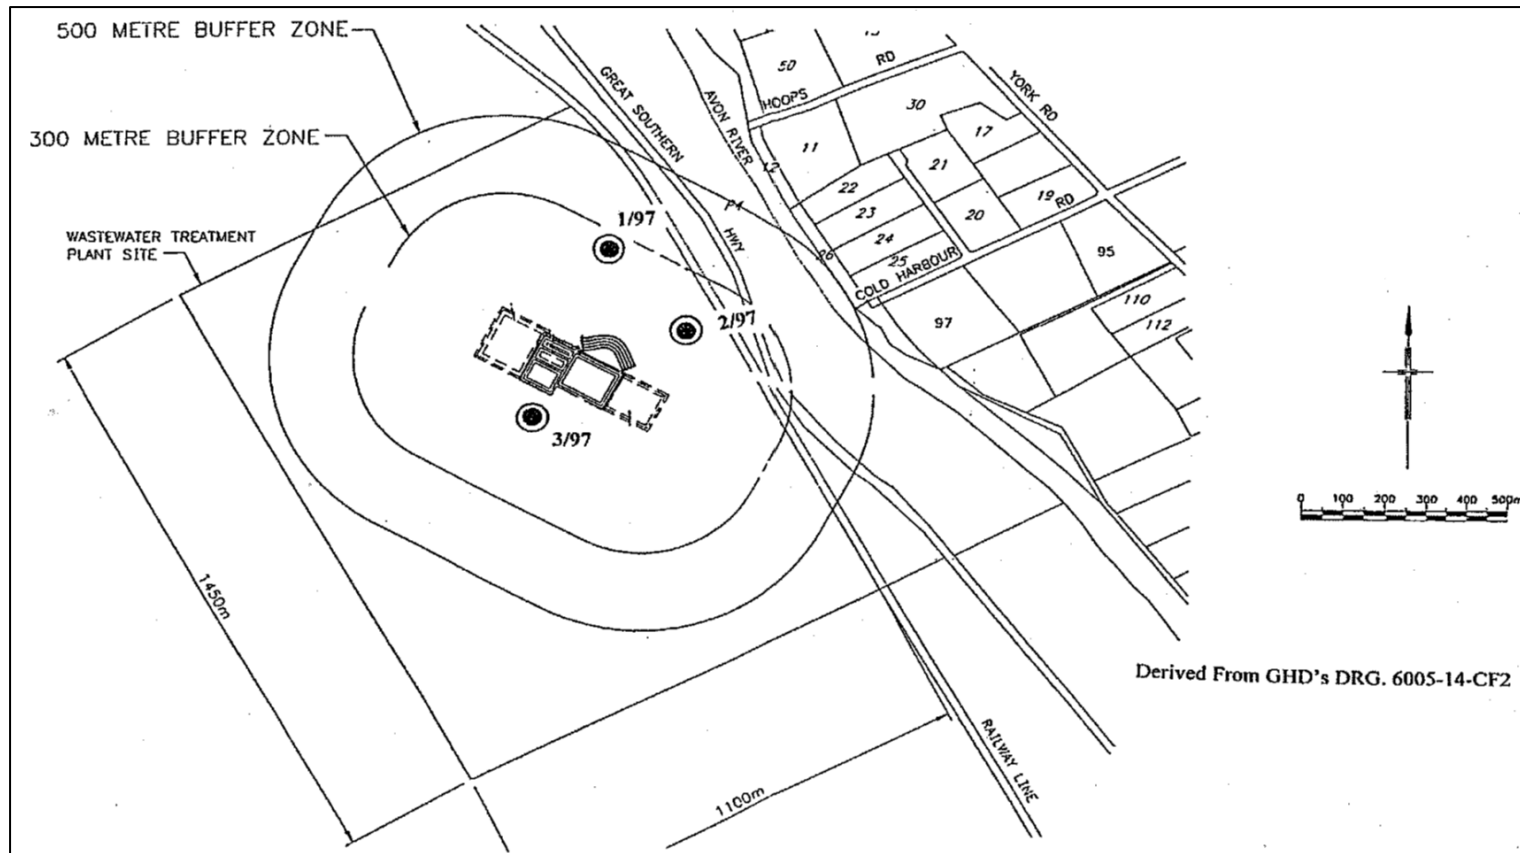 500 METRE BUFFER ZONE
300 METRE BUFFER ZONE
WASTEWATER TREATMENT
PLANT SITE
GREAT SOUTHERN
HWY
AVON RIVER
HOOPS
RD
YORK RD
50
30
17
11
12
21
22
19
RD
23
20
24
25
26
COLD HARBOUR
95
97
110
112
P4
1/97
2/97
3/97
0 100 200 300 400 500m
1450m
1100m
RAILWAY LINE
Derived From GHD's DRG. 6005-14-CF2